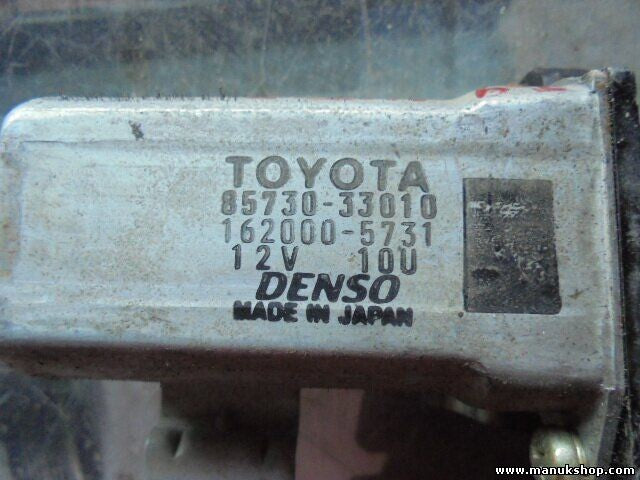 TOYOTA
85730-33010
162000-5731
12V 10U
DENSO
MADE IN JAPAN
www.manukshop.com